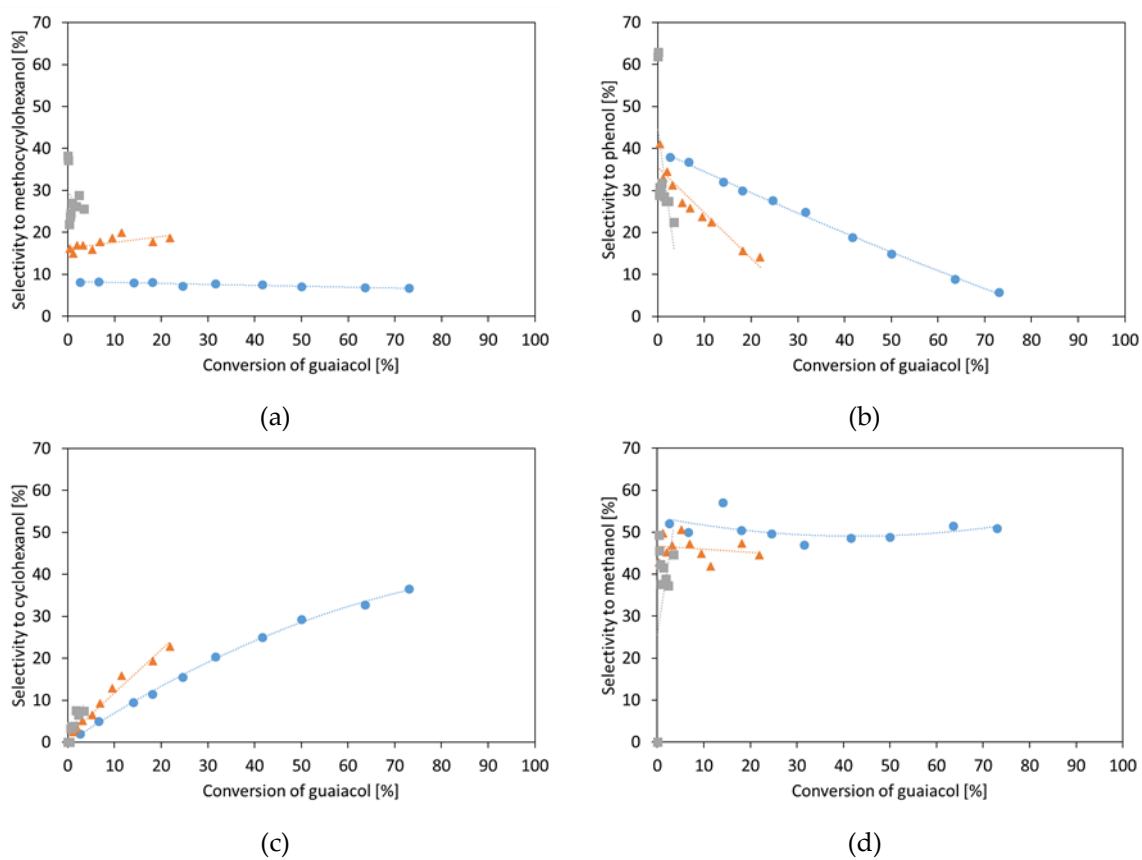 70
60
50
40
30
20
10
0
Selectivity to methocycylohexanol [%]
0 10 20 30 40 50 60 70 80 90 100
Conversion of guaiacol [%]
(a)
70
60
50
40
30
20
10
0
Selectivity to phenol [%]
0 10 20 30 40 50 60 70 80 90 100
Conversion of guaiacol [%]
(b)
70
60
50
40
30
20
10
0
Selectivity to cyclohexanol [%]
0 10 20 30 40 50 60 70 80 90 100
Conversion of guaiacol [%]
(c)
70
60
50
40
30
20
10
0
Selectivity to methanol [%]
0 10 20 30 40 50 60 70 80 90 100
Conversion of guaiacol [%]
(d)